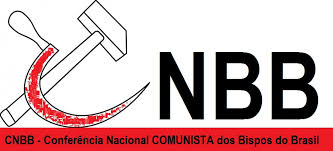 NBB
CNBB - Conferência Nacional COMUNISTA dos Bispos do Brasil